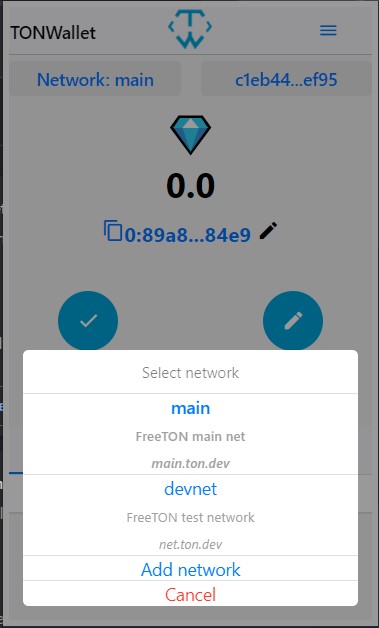 TONWallet
Network: main
c1eb44...ef95
0.0
0:89a8...84e9
Select network
main
FreeTON main net
main.ton.dev
devnet
FreeTON test network
net.ton.dev
Add network
Cancel